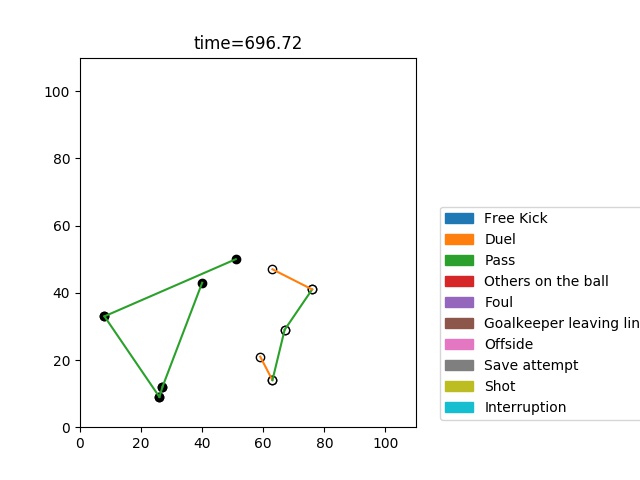 time=696.72
100
80
60
40
20
0
0 20 40 60 80 100
Free Kick
Duel
Pass
Others on the ball
Foul
Goalkeeper leaving lin
Offside
Save attempt
Shot
Interruption